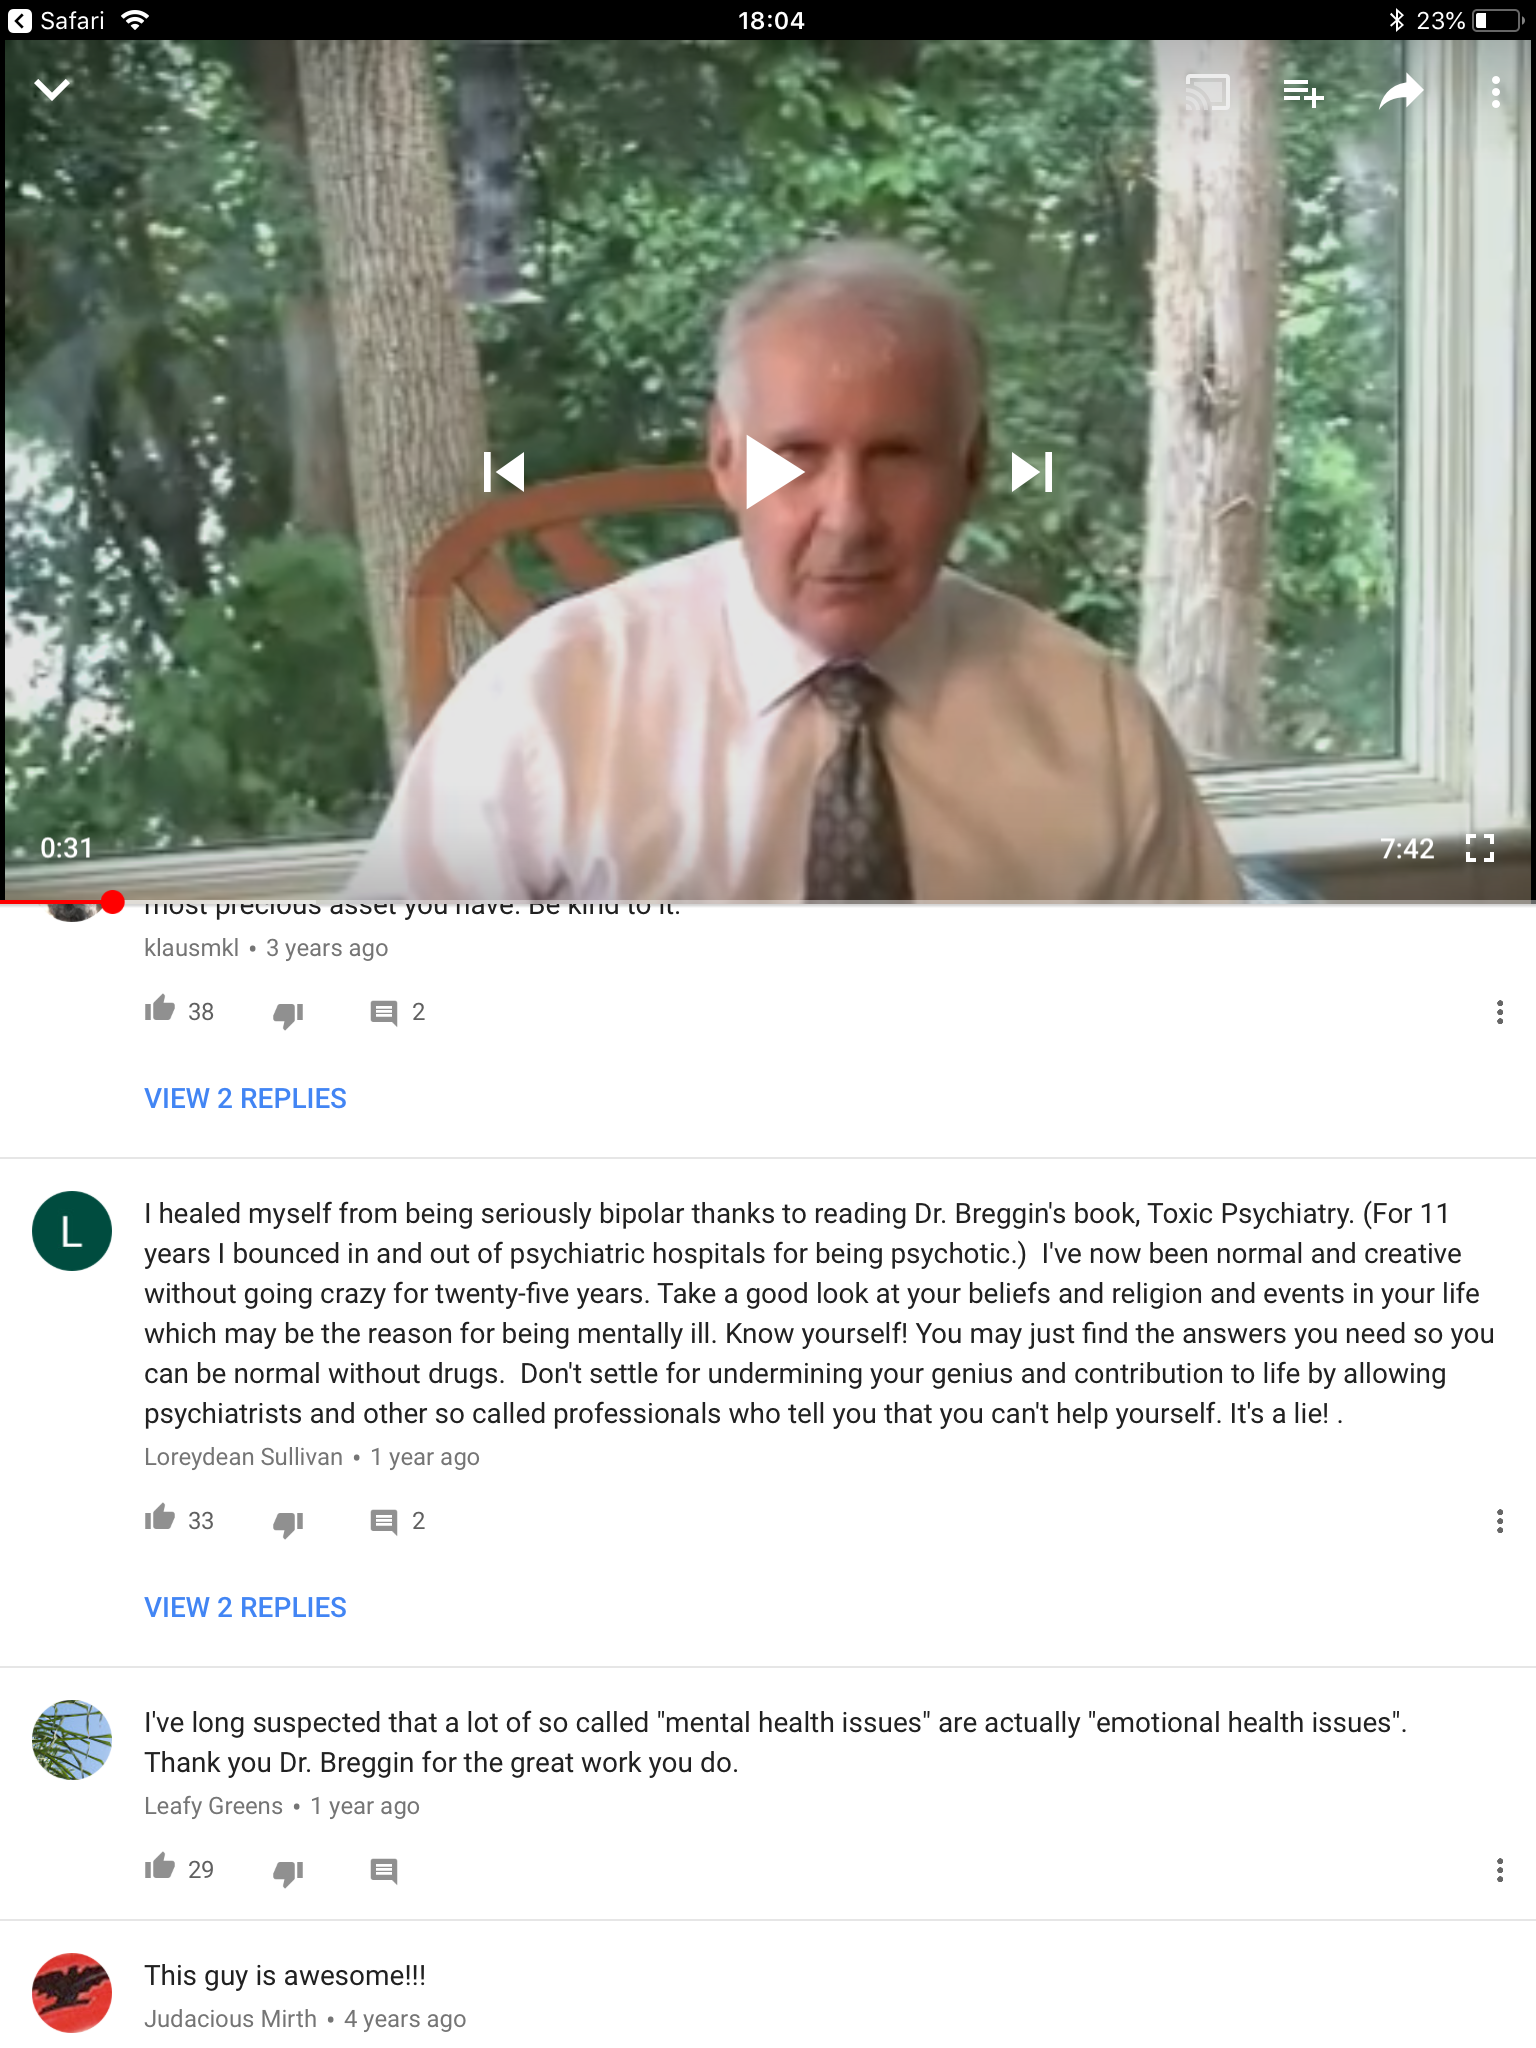 Safari
18:04
23%
0:31
7:42
most precious asset you have. Be kind to it.
klausmkl • 3 years ago
38
2
VIEW 2 REPLIES
L
I healed myself from being seriously bipolar thanks to reading Dr. Breggin's book, Toxic Psychiatry. (For 11
years I bounced in and out of psychiatric hospitals for being psychotic.)  I've now been normal and creative
without going crazy for twenty-five years. Take a good look at your beliefs and religion and events in your life
which may be the reason for being mentally ill. Know yourself! You may just find the answers you need so you
can be normal without drugs.  Don't settle for undermining your genius and contribution to life by allowing
psychiatrists and other so called professionals who tell you that you can't help yourself. It's a lie! .
Loreydean Sullivan • 1 year ago
33
2
VIEW 2 REPLIES
I've long suspected that a lot of so called "mental health issues" are actually "emotional health issues".
Thank you Dr. Breggin for the great work you do.
Leafy Greens • 1 year ago
29
This guy is awesome!!!
Judacious Mirth • 4 years ago